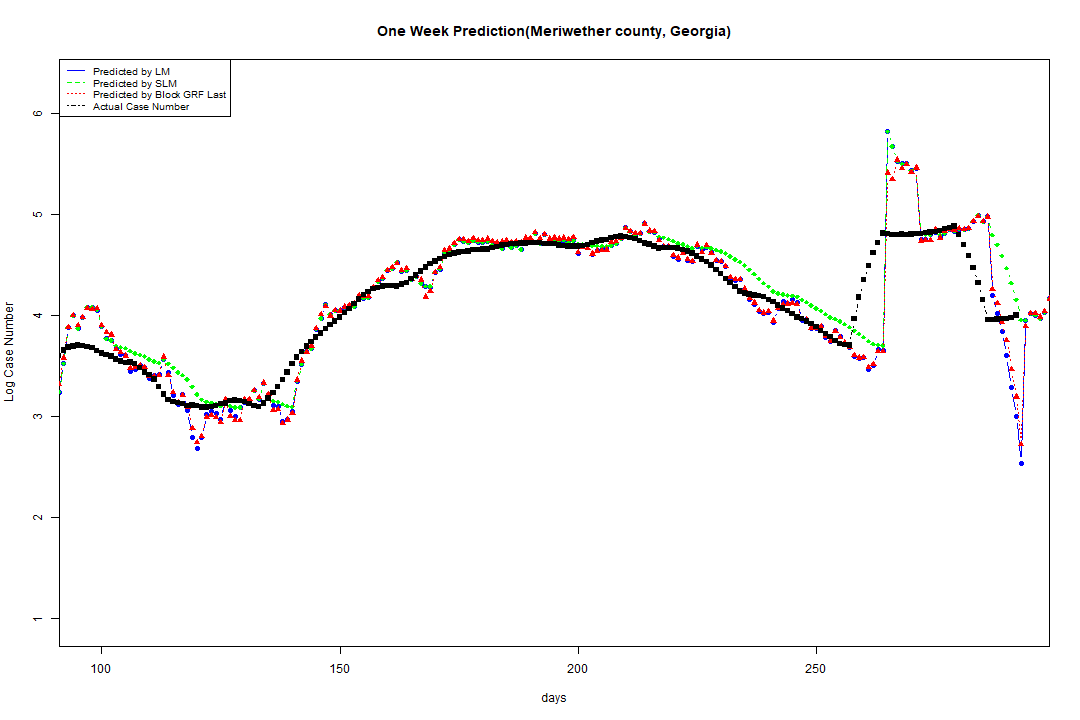 One Week Prediction(Meriwether county, Georgia)
Predicted by LM
Predicted by SLM
Predicted by Block GRF Last
Actual Case Number
6
5
4
3
2
1
Log Case Number
100 150 200 250
days